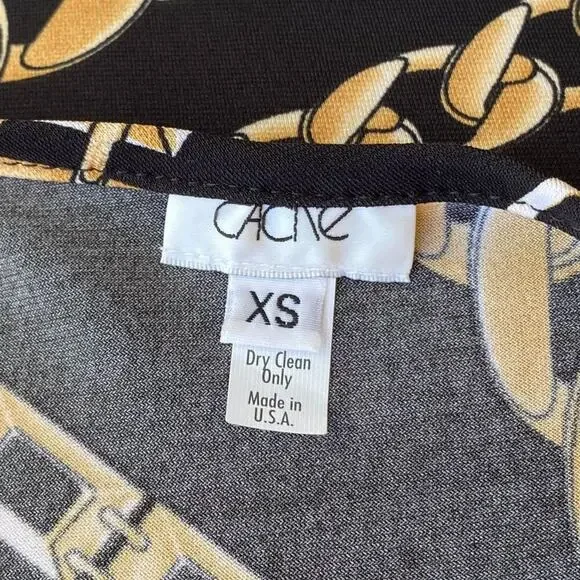 CACHE
XS
Dry Clean
Only
Made in
U.S.A.